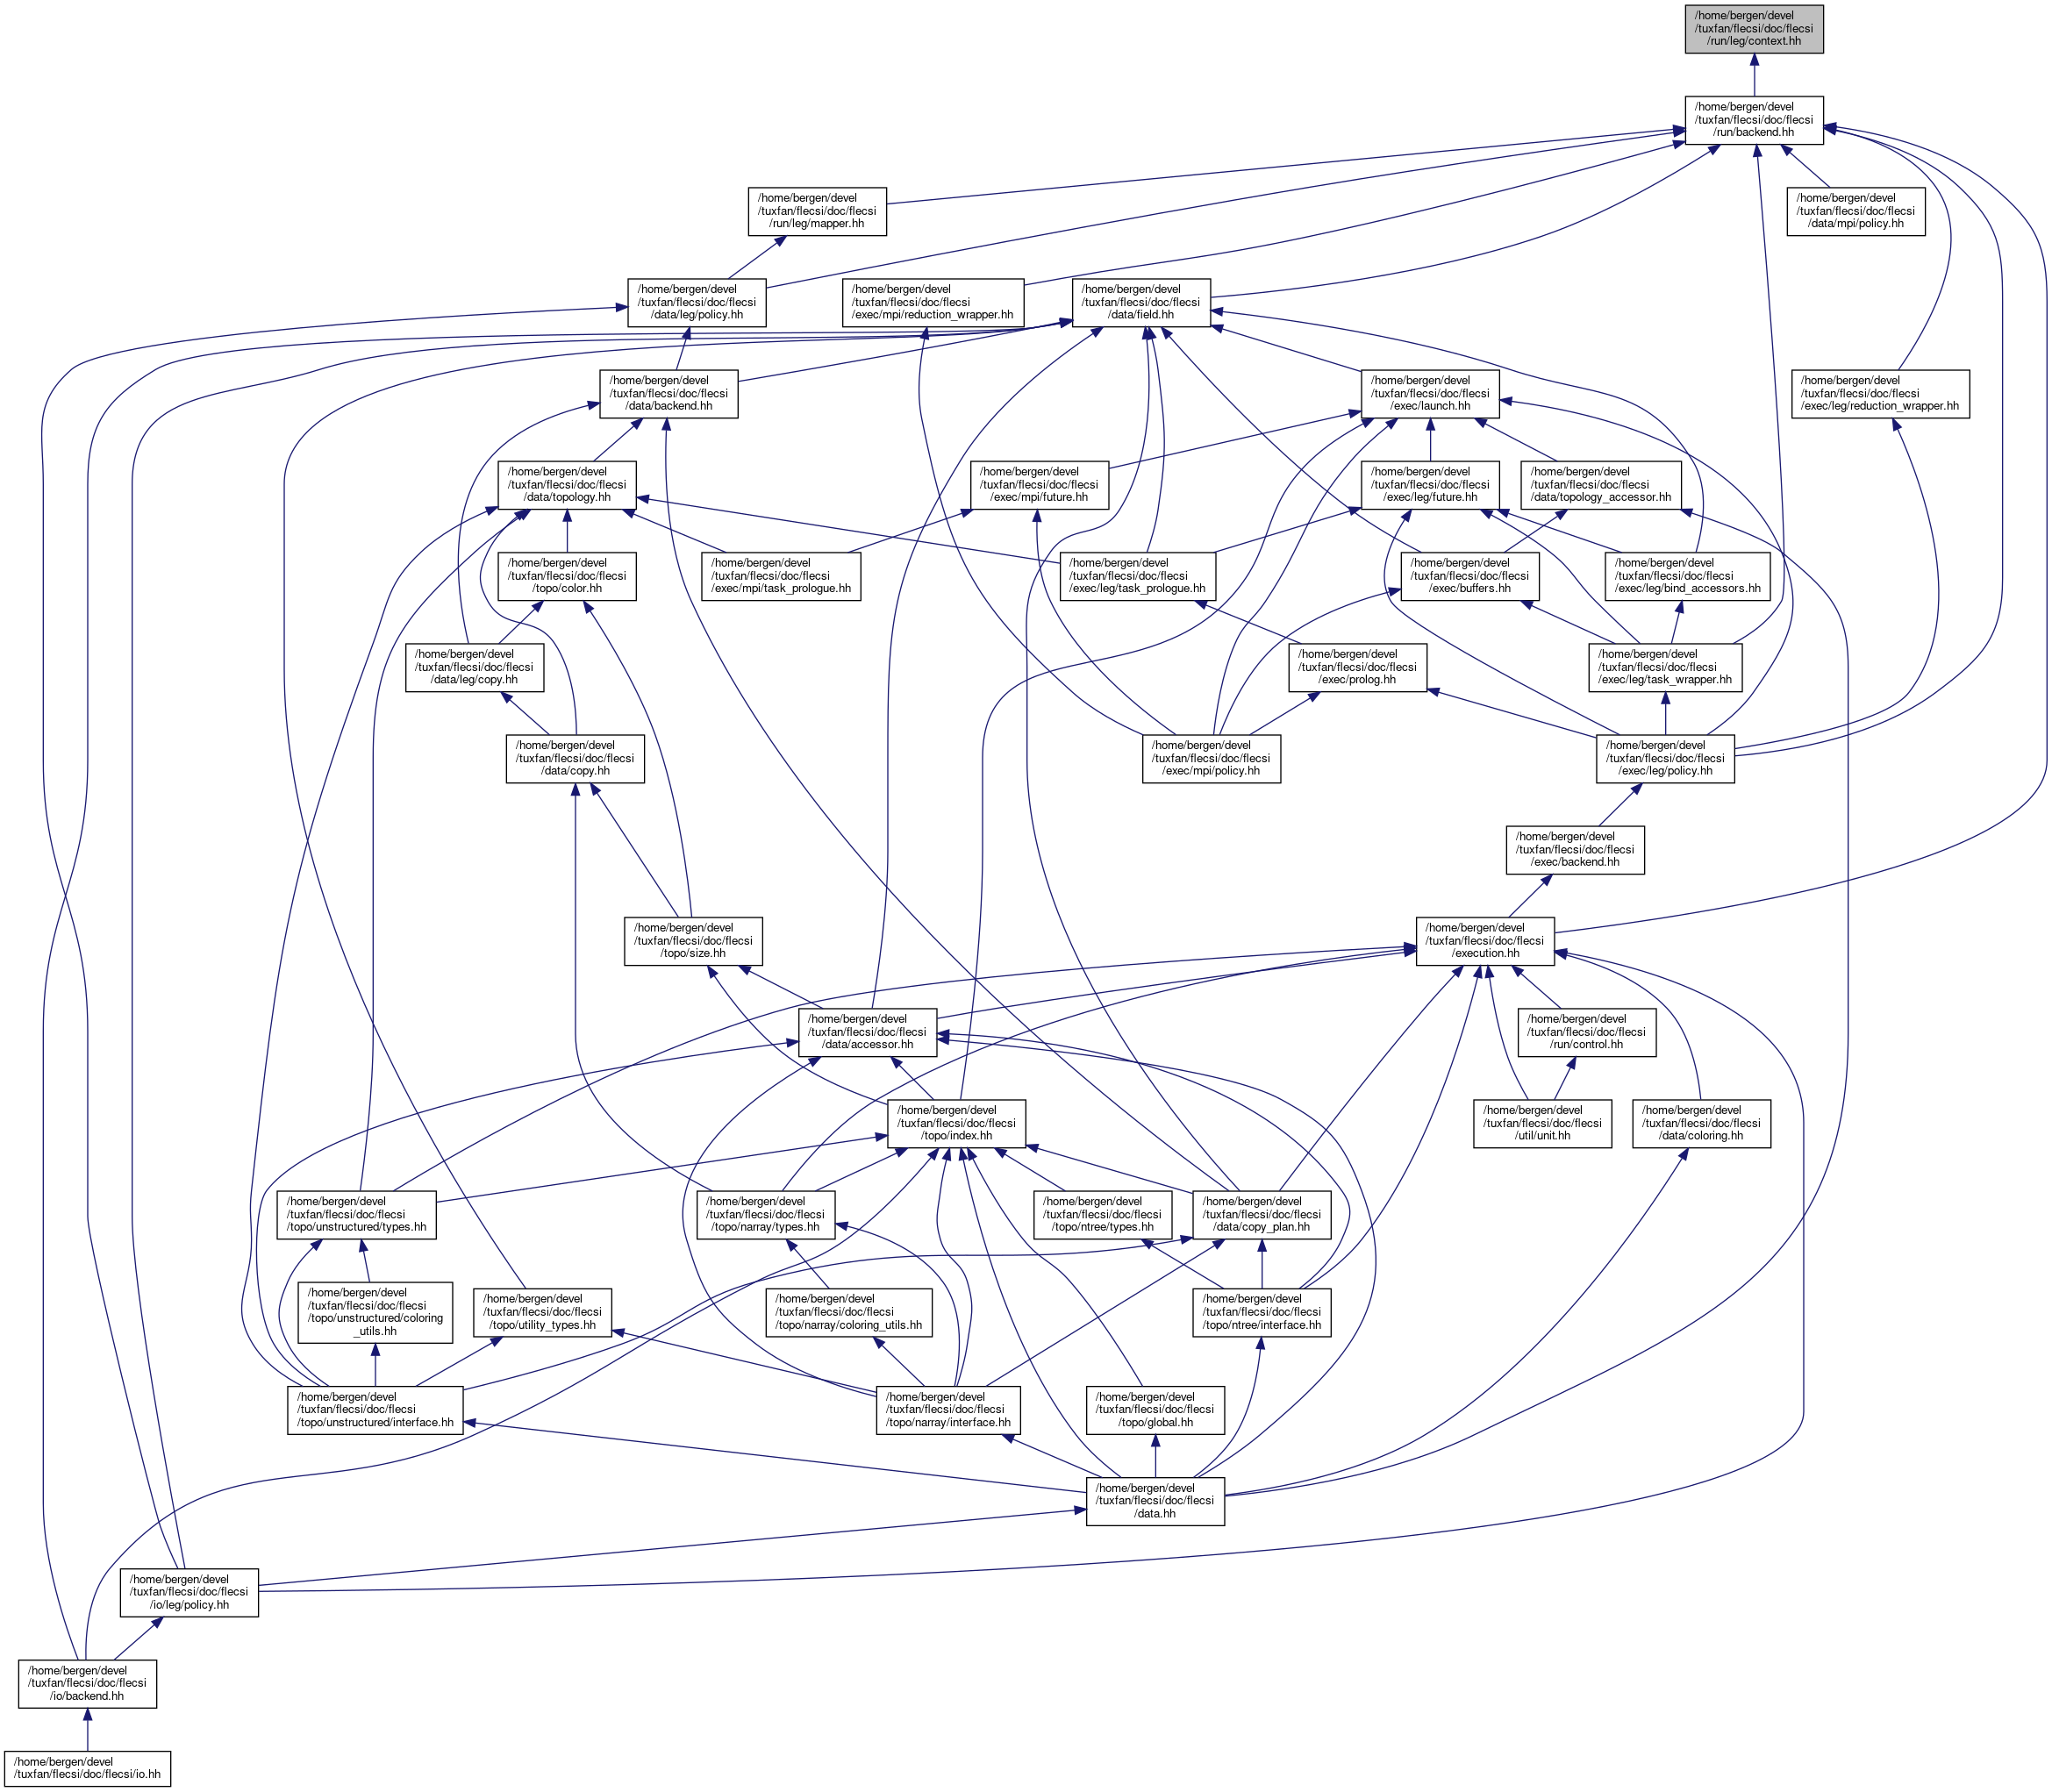 /home/bergen/devel
/tuxfan/flecsi/doc/flecsi
/run/leg/context.hh
/home/bergen/devel
/tuxfan/flecsi/doc/flecsi
/run/backend.hh
/home/bergen/devel
/tuxfan/flecsi/doc/flecsi
/run/leg/mapper.hh
/home/bergen/devel
/tuxfan/flecsi/doc/flecsi
/data/mpi/policy.hh
/home/bergen/devel
/tuxfan/flecsi/doc/flecsi
/data/leg/policy.hh
/home/bergen/devel
/tuxfan/flecsi/doc/flecsi
/exec/mpi/reduction_wrapper.hh
/home/bergen/devel
/tuxfan/flecsi/doc/flecsi
/data/field.hh
/home/bergen/devel
/tuxfan/flecsi/doc/flecsi
/data/backend.hh
/home/bergen/devel
/tuxfan/flecsi/doc/flecsi
/exec/launch.hh
/home/bergen/devel
/tuxfan/flecsi/doc/flecsi
/exec/leg/reduction_wrapper.hh
/home/bergen/devel
/tuxfan/flecsi/doc/flecsi
/data/topology.hh
/home/bergen/devel
/tuxfan/flecsi/doc/flecsi
/exec/mpi/future.hh
/home/bergen/devel
/tuxfan/flecsi/doc/flecsi
/exec/leg/future.hh
/home/bergen/devel
/tuxfan/flecsi/doc/flecsi
/data/topology_accessor.hh
/home/bergen/devel
/tuxfan/flecsi/doc/flecsi
/topo/color.hh
/home/bergen/devel
/tuxfan/flecsi/doc/flecsi
/exec/mpi/task_prologue.hh
/home/bergen/devel
/tuxfan/flecsi/doc/flecsi
/exec/leg/task_prologue.hh
/home/bergen/devel
/tuxfan/flecsi/doc/flecsi
/exec/buffers.hh
/home/bergen/devel
/tuxfan/flecsi/doc/flecsi
/exec/leg/bind_accessors.hh
/home/bergen/devel
/tuxfan/flecsi/doc/flecsi
/data/leg/copy.hh
/home/bergen/devel
/tuxfan/flecsi/doc/flecsi
/exec/prolog.hh
/home/bergen/devel
/tuxfan/flecsi/doc/flecsi
/exec/leg/task_wrapper.hh
/home/bergen/devel
/tuxfan/flecsi/doc/flecsi
/data/copy.hh
/home/bergen/devel
/tuxfan/flecsi/doc/flecsi
/exec/mpi/policy.hh
/home/bergen/devel
/tuxfan/flecsi/doc/flecsi
/exec/leg/policy.hh
/home/bergen/devel
/tuxfan/flecsi/doc/flecsi
/exec/backend.hh
/home/bergen/devel
/tuxfan/flecsi/doc/flecsi
/topo/size.hh
/home/bergen/devel
/tuxfan/flecsi/doc/flecsi
/execution.hh
/home/bergen/devel
/tuxfan/flecsi/doc/flecsi
/data/accessor.hh
/home/bergen/devel
/tuxfan/flecsi/doc/flecsi
/run/control.hh
/home/bergen/devel
/tuxfan/flecsi/doc/flecsi
/topo/index.hh
/home/bergen/devel
/tuxfan/flecsi/doc/flecsi
/util/unit.hh
/home/bergen/devel
/tuxfan/flecsi/doc/flecsi
/data/coloring.hh
/home/bergen/devel
/tuxfan/flecsi/doc/flecsi
/topo/unstructured/types.hh
/home/bergen/devel
/tuxfan/flecsi/doc/flecsi
/topo/narray/types.hh
/home/bergen/devel
/tuxfan/flecsi/doc/flecsi
/topo/ntree/types.hh
/home/bergen/devel
/tuxfan/flecsi/doc/flecsi
/data/copy_plan.hh
/home/bergen/devel
/tuxfan/flecsi/doc/flecsi
/topo/unstructured/coloring
_utils.hh
/home/bergen/devel
/tuxfan/flecsi/doc/flecsi
/topo/utility_types.hh
/home/bergen/devel
/tuxfan/flecsi/doc/flecsi
/topo/narray/coloring_utils.hh
/home/bergen/devel
/tuxfan/flecsi/doc/flecsi
/topo/ntree/interface.hh
/home/bergen/devel
/tuxfan/flecsi/doc/flecsi
/topo/unstructured/interface.hh
/home/bergen/devel
/tuxfan/flecsi/doc/flecsi
/topo/narray/interface.hh
/home/bergen/devel
/tuxfan/flecsi/doc/flecsi
/topo/global.hh
/home/bergen/devel
/tuxfan/flecsi/doc/flecsi
/data.hh
/home/bergen/devel
/tuxfan/flecsi/doc/flecsi
/io/leg/policy.hh
/home/bergen/devel
/tuxfan/flecsi/doc/flecsi
/io/backend.hh
/home/bergen/devel
/tuxfan/flecsi/doc/flecsi/io.hh